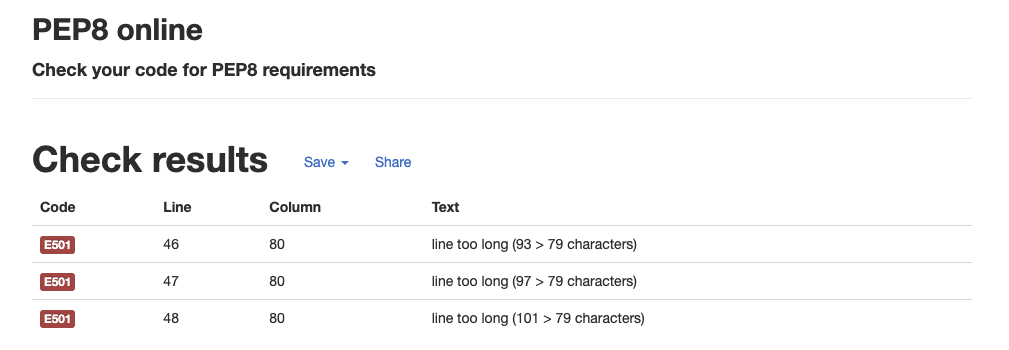 PEP8 online
Check your code for PEP8 requirements
Check results Save Share
Code Line Column Text
E501 46 80 line too long (93 > 79 characters)
E501 47 80 line too long (97 > 79 characters)
E501 48 80 line too long (101 > 79 characters)